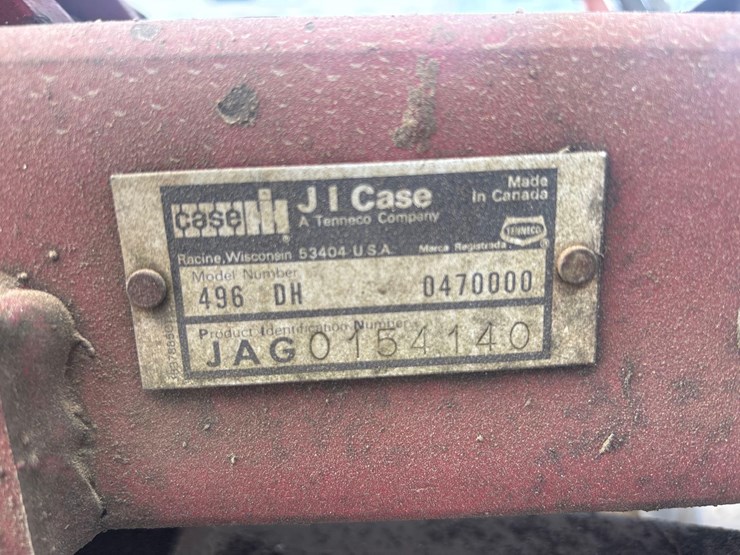 case IH
J I Case
A Tenneco Company
Made
In Canada
TENNECO
Racine, Wisconsin 53404 U.S.A.
Marca Registrada
Model Number
496 DH 0470000
Product Identification Number
JAG0154140